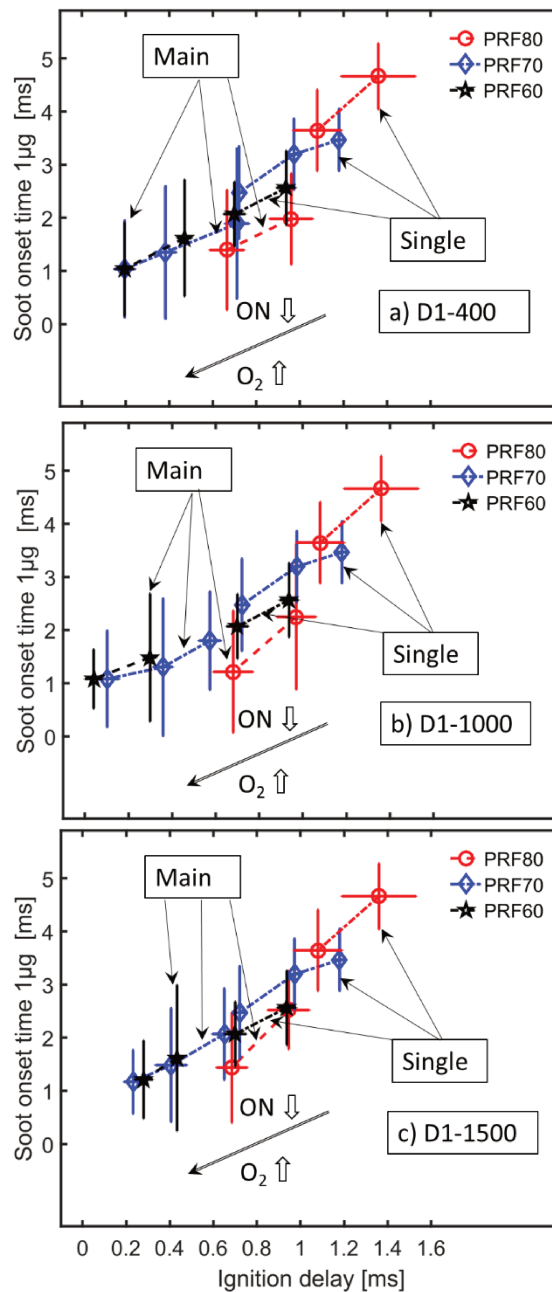 Soot onset time 1μg [ms]
5
4
3
2
1
0
Main
PRF80
PRF70
PRF60
Single
ON ⇩
O₂ ⇧
a) D1-400
Soot onset time 1μg [ms]
5
4
3
2
1
0
Main
PRF80
PRF70
PRF60
Single
ON ⇩
O₂ ⇧
b) D1-1000
Soot onset time 1μg [ms]
5
4
3
2
1
0
Main
PRF80
PRF70
PRF60
Single
ON ⇩
O₂ ⇧
c) D1-1500
0 0.2 0.4 0.6 0.8 1 1.2 1.4 1.6
Ignition delay [ms]